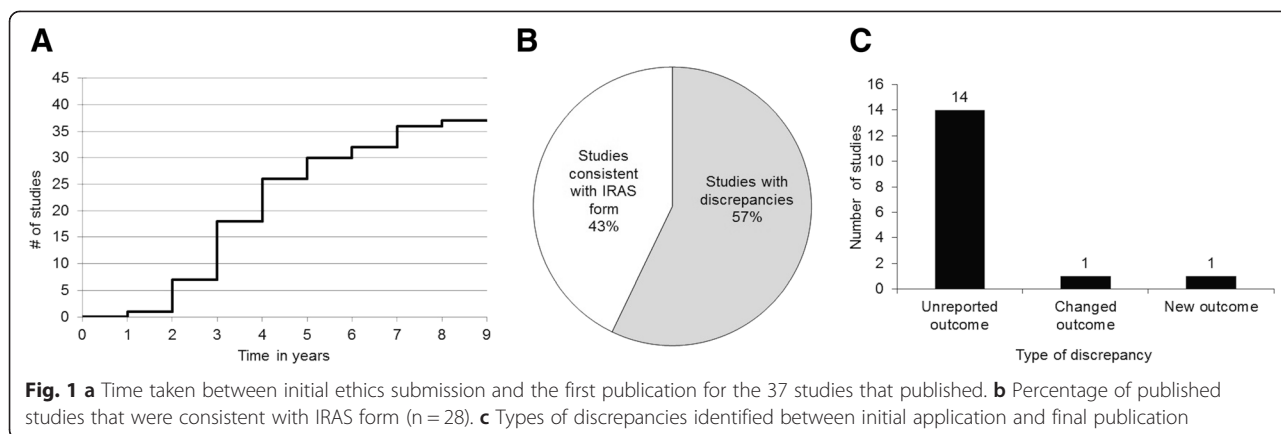 A
# of studies
45
40
35
30
25
20
15
10
5
0
0 1 2 3 4 5 6 7 8 9
Time in years
B
Studies
consistent
with IRAS
form
43%
Studies with
discrepancies
57%
C
Number of studies
16
14
12
10
8
6
4
2
0
14
1
1
Unreported
outcome
Changed
outcome
New outcome
Type of discrepancy
Fig. 1 a Time taken between initial ethics submission and the first publication for the 37 studies that published. b Percentage of published
studies that were consistent with IRAS form (n = 28). c Types of discrepancies identified between initial application and final publication